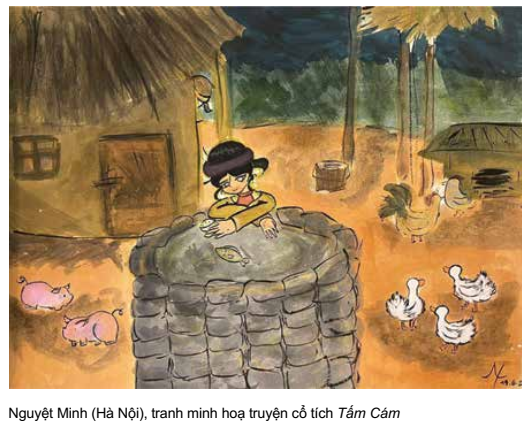 Nguyệt Minh (Hà Nội), tranh minh hoạ truyện cổ tích Tấm Cám